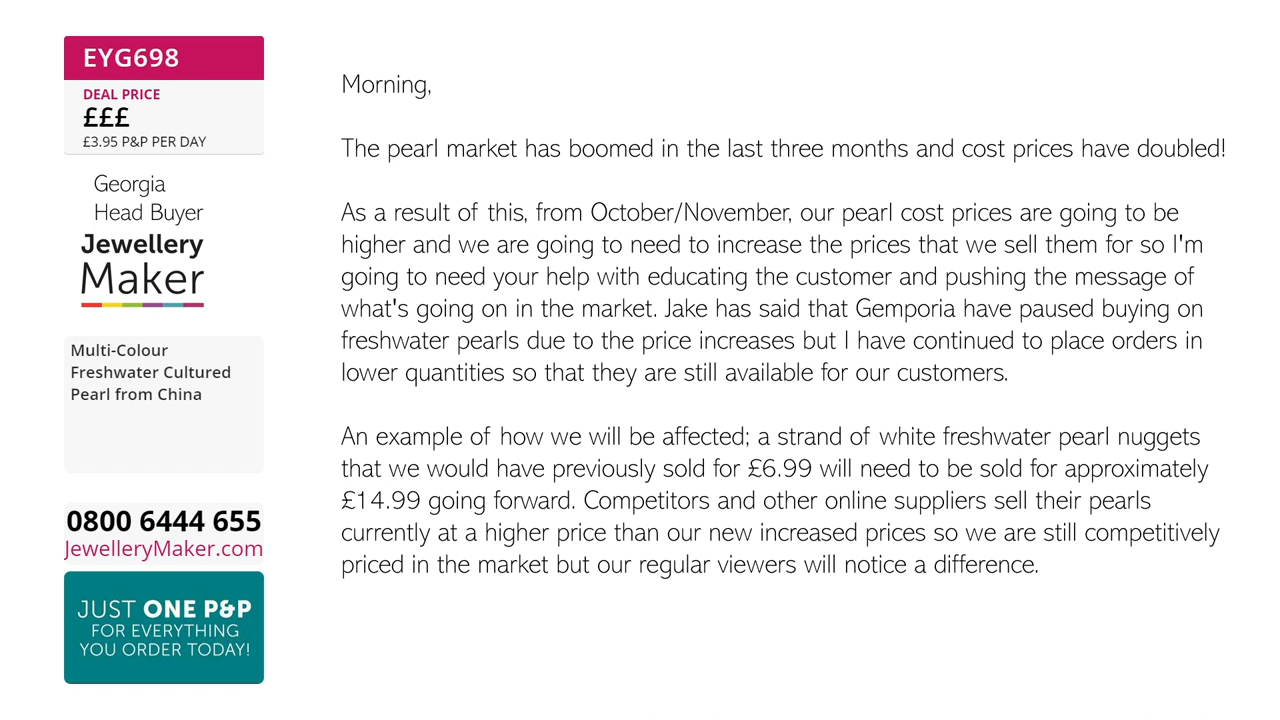 EYG698
DEAL PRICE
£££
£3.95 P&P PER DAY
Georgia
Head Buyer
Jewellery
Maker
Multi-Colour
Freshwater Cultured
Pearl from China
0800 6444 655
JewelleryMaker.com
JUST ONE P&P
FOR EVERYTHING
YOU ORDER TODAY!
Morning,
The pearl market has boomed in the last three months and cost prices have doubled!
As a result of this, from October/November, our pearl cost prices are going to be
higher and we are going to need to increase the prices that we sell them for so I'm
going to need your help with educating the customer and pushing the message of
what's going on in the market. Jake has said that Gemporia have paused buying on
freshwater pearls due to the price increases but I have continued to place orders in
lower quantities so that they are still available for our customers.
An example of how we will be affected; a strand of white freshwater pearl nuggets
that we would have previously sold for £6.99 will need to be sold for approximately
£14.99 going forward. Competitors and other online suppliers sell their pearls
currently at a higher price than our new increased prices so we are still competitively
priced in the market but our regular viewers will notice a difference.